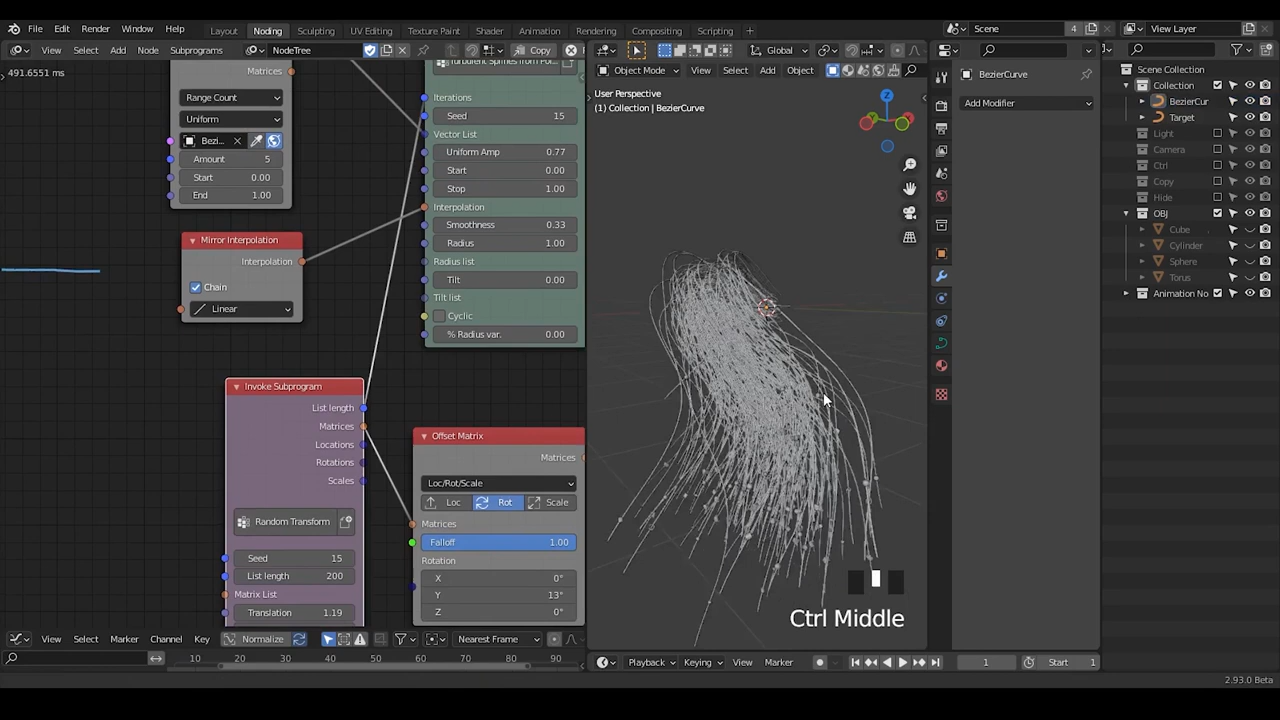 File Edit Render Window Help Layout Noding Sculpting UV Editing Texture Paint Shader Animation Rendering Compositing Scripting Scene 4 View Layer
View Select Add Node Subprograms NodeTree Copy Global
491.6551 ms
Matrices
Range Count
Uniform
Bezi...
Amount 5
Start 0.00
End 1.00
Mirror Interpolation
Interpolation
Chain
Linear
Invoke Subprogram
List length
Matrices
Locations
Rotations
Scales
Random Transform
Seed 15
List length 200
Matrix List
Translation 1.19
Iterations
Seed 15
Vector List
Uniform Amp 0.77
Start 0.00
Stop 1.00
Interpolation
Smoothness 0.33
Radius 1.00
Radius list
Tilt 0.00
Tilt list
Cyclic
% Radius var. 0.00
Offset Matrix
Matrices
Loc/Rot/Scale
Loc Rot Scale
Matrices
Falloff 1.00
Rotation
X 0°
Y 13°
Z 0°
Object Mode View Select Add Object
User Perspective
(1) Collection | BezierCurve
Z
Ctrl Middle
BezierCurve
Add Modifier
Scene Collection
Collection
BezierCur
Target
Light
Camera
Ctrl
Copy
Hide
OBJ
Cube
Cylinder
Sphere
Torus
Animation No
View Select Marker Channel Key Normalize Nearest Frame
10 20 30 40 50 60 70 80 90
Playback Keying View Marker 1 Start 1
2.93.0 Beta